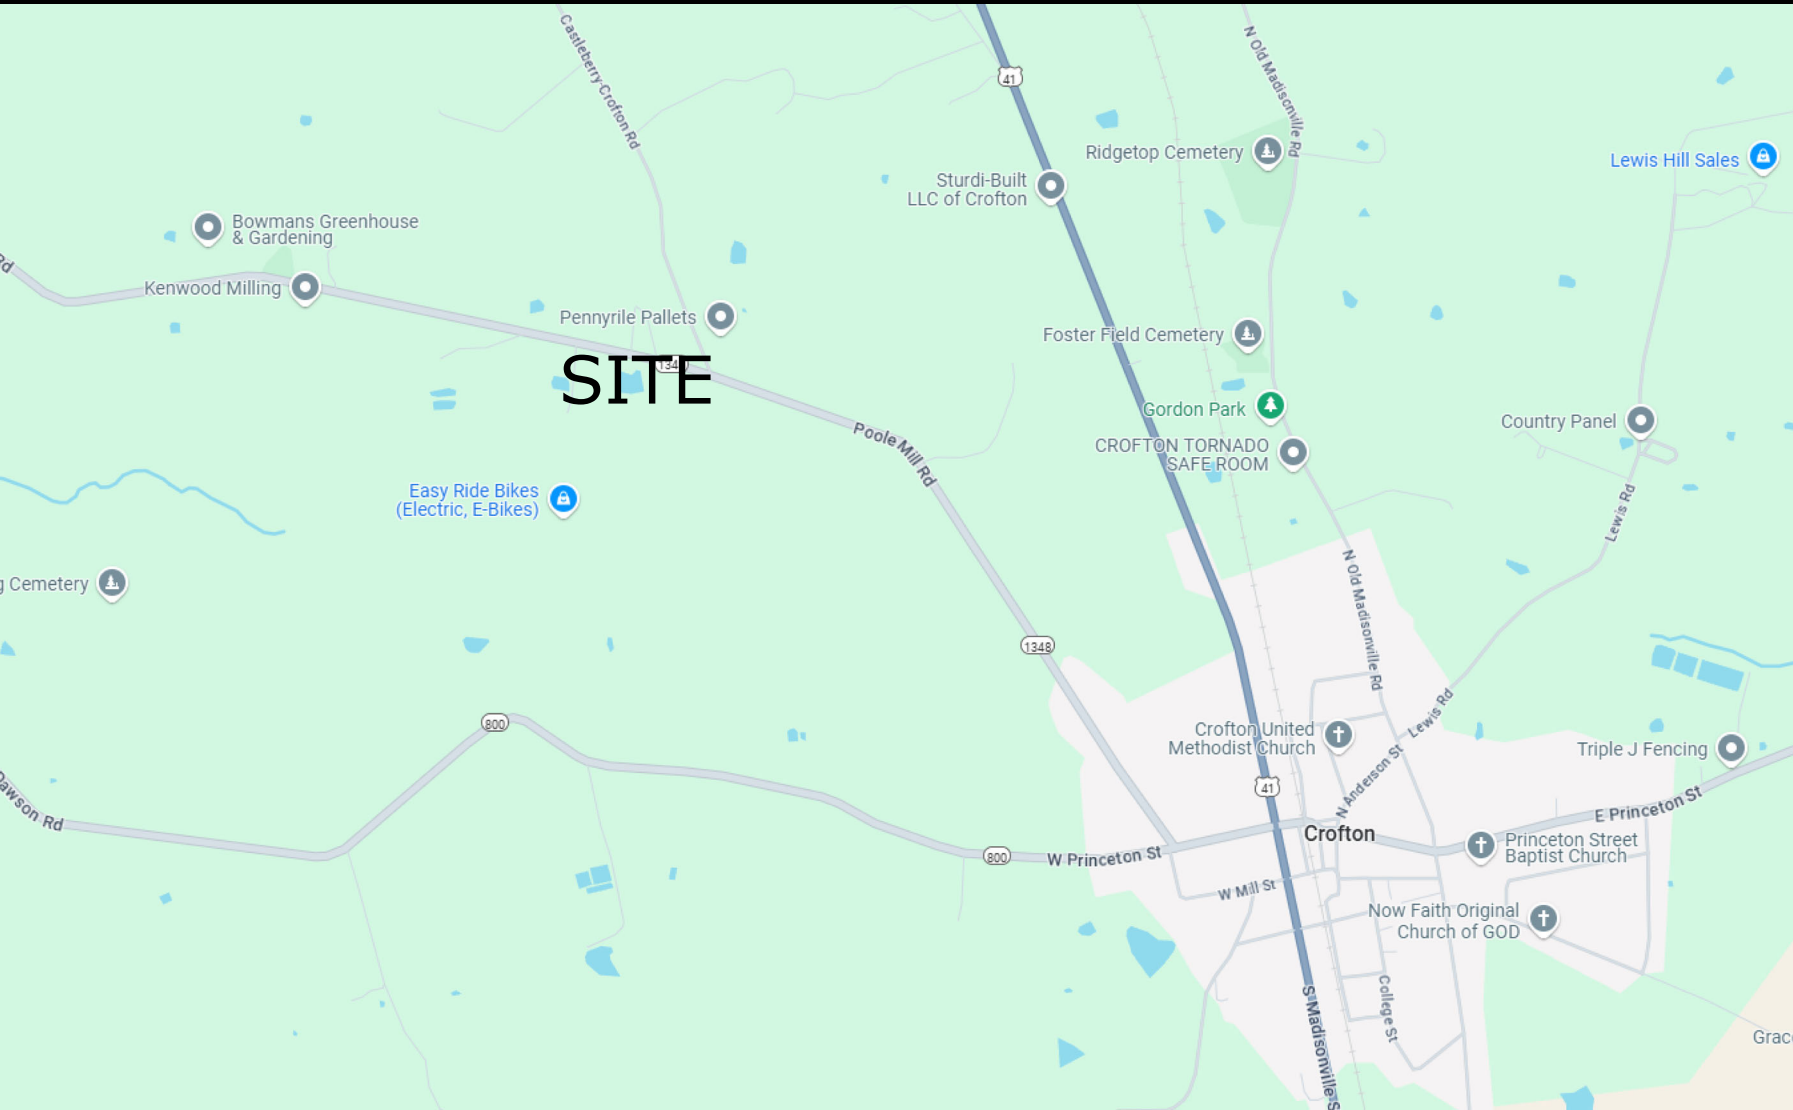 Castleberry-Crofton Rd
41
N Old Madisonville Rd
Ridgetop Cemetery
Lewis Hill Sales
Sturdi-Built
LLC of Crofton
Bowmans Greenhouse
& Gardening
Rd
Kenwood Milling
Pennyrile Pallets
Foster Field Cemetery
SITE
Gordon Park
Country Panel
Poole Mill Rd
CROFTON TORNADO
SAFE ROOM
Easy Ride Bikes
(Electric, E-Bikes)
Lewis Rd
N Old Madisonville Rd
g Cemetery
1348
Lewis Rd
800
Crofton United
Methodist Church
Triple J Fencing
N Anderson St
41
Dawson Rd
E Princeton St
Crofton
Princeton Street
Baptist Church
800
W Princeton St
W Mill St
Now Faith Original
Church of GOD
College St
S Madisonville S
Grac